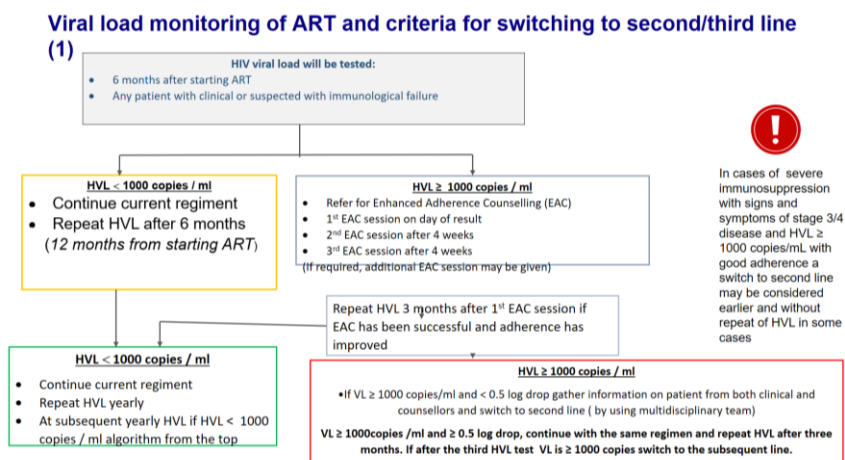 Viral load monitoring of ART and criteria for switching to second/third line
(1)
HIV viral load will be tested:
• 6 months after starting ART
• Any patient with clinical or suspected with immunological failure
HVL < 1000 copies / ml
• Continue current regiment
• Repeat HVL after 6 months
(12 months from starting ART)
HVL ≥ 1000 copies / ml
• Refer for Enhanced Adherence Counselling (EAC)
• 1st EAC session on day of result
• 2nd EAC session after 4 weeks
• 3rd EAC session after 4 weeks
(If required, additional EAC session may be given)
In cases of severe
immunosuppression
with signs and
symptoms of stage 3/4
disease and HVL ≥
1000 copies/mL with
good adherence a
switch to second line
may be considered
earlier and without
repeat of HVL in some
cases
Repeat HVL 3 months after 1st EAC session if
EAC has been successful and adherence has
improved
HVL < 1000 copies / ml
• Continue current regiment
• Repeat HVL yearly
• At subsequent yearly HVL if HVL < 1000
copies / ml algorithm from the top
HVL ≥ 1000 copies / ml
•If VL ≥ 1000 copies/ml and < 0.5 log drop gather information on patient from both clinical and
counsellors and switch to second line ( by using multidisciplinary team)
VL ≥ 1000copies /ml and ≥ 0.5 log drop, continue with the same regimen and repeat HVL after three
months. If after the third HVL test VL is ≥ 1000 copies switch to the subsequent line.